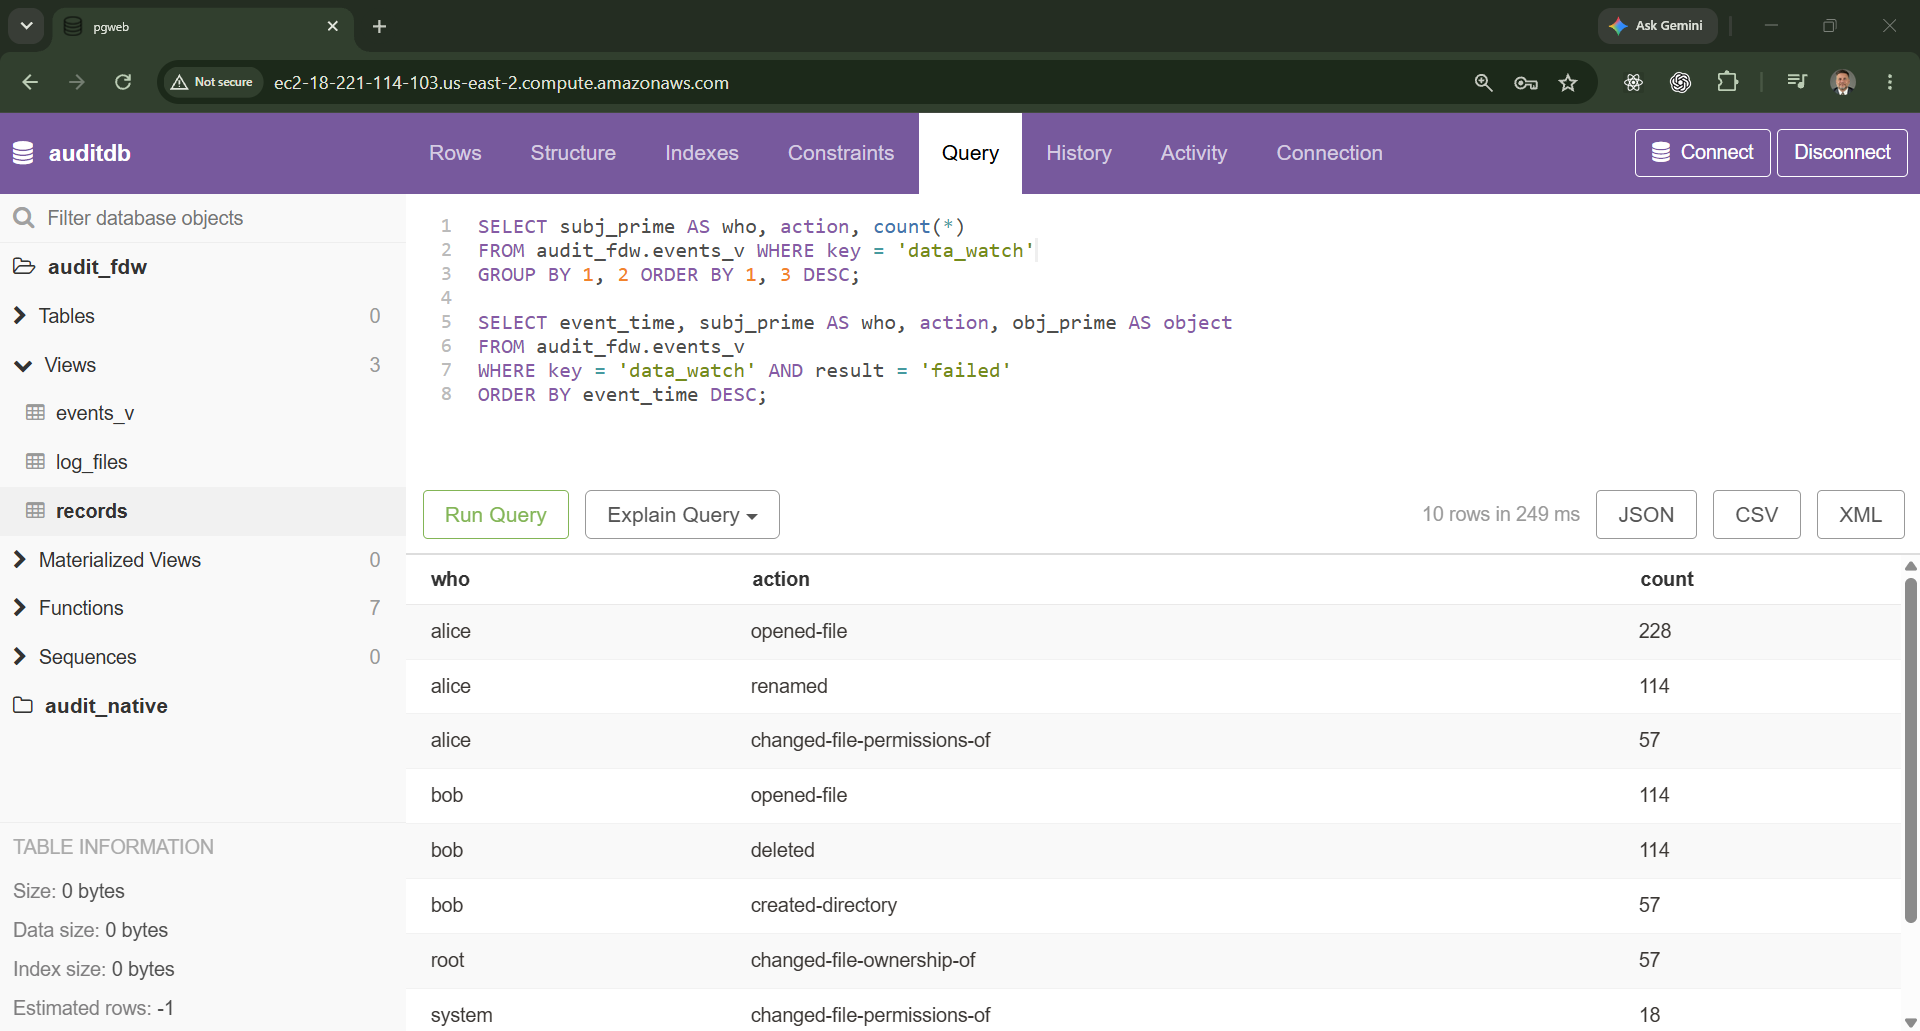 pgweb
Ask Gemini
Not secure
ec2-18-221-114-103.us-east-2.compute.amazonaws.com
auditdb
Rows
Structure
Indexes
Constraints
Query
History
Activity
Connection
Connect
Disconnect
Filter database objects
audit_fdw
Tables 0
Views 3
events_v
log_files
records
Materialized Views 0
Functions 7
Sequences 0
audit_native
TABLE INFORMATION
Size: 0 bytes
Data size: 0 bytes
Index size: 0 bytes
Estimated rows: -1
1 SELECT subj_prime AS who, action, count(*)
2 FROM audit_fdw.events_v WHERE key = 'data_watch'
3 GROUP BY 1, 2 ORDER BY 1, 3 DESC;
4
5 SELECT event_time, subj_prime AS who, action, obj_prime AS object
6 FROM audit_fdw.events_v
7 WHERE key = 'data_watch' AND result = 'failed'
8 ORDER BY event_time DESC;
Run Query
Explain Query
10 rows in 249 ms
JSON
CSV
XML
who action count
alice opened-file 228
alice renamed 114
alice changed-file-permissions-of 57
bob opened-file 114
bob deleted 114
bob created-directory 57
root changed-file-ownership-of 57
system changed-file-permissions-of 18